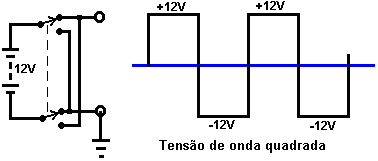 +12V +12V
12V
-12V -12V
Tensão de onda quadrada